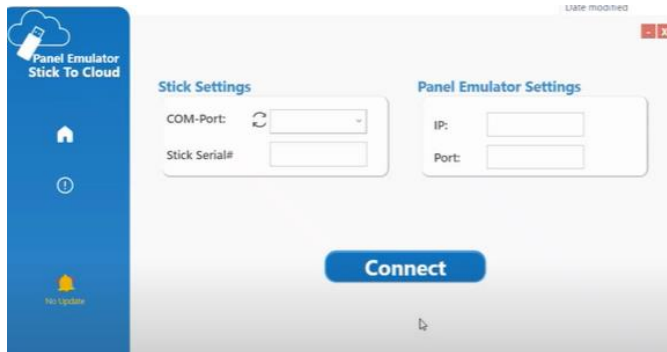 Date modified
Panel Emulator
Stick To Cloud
- X
Stick Settings
COM-Port:
Stick Serial#
Panel Emulator Settings
IP:
Port:
Connect
No Update